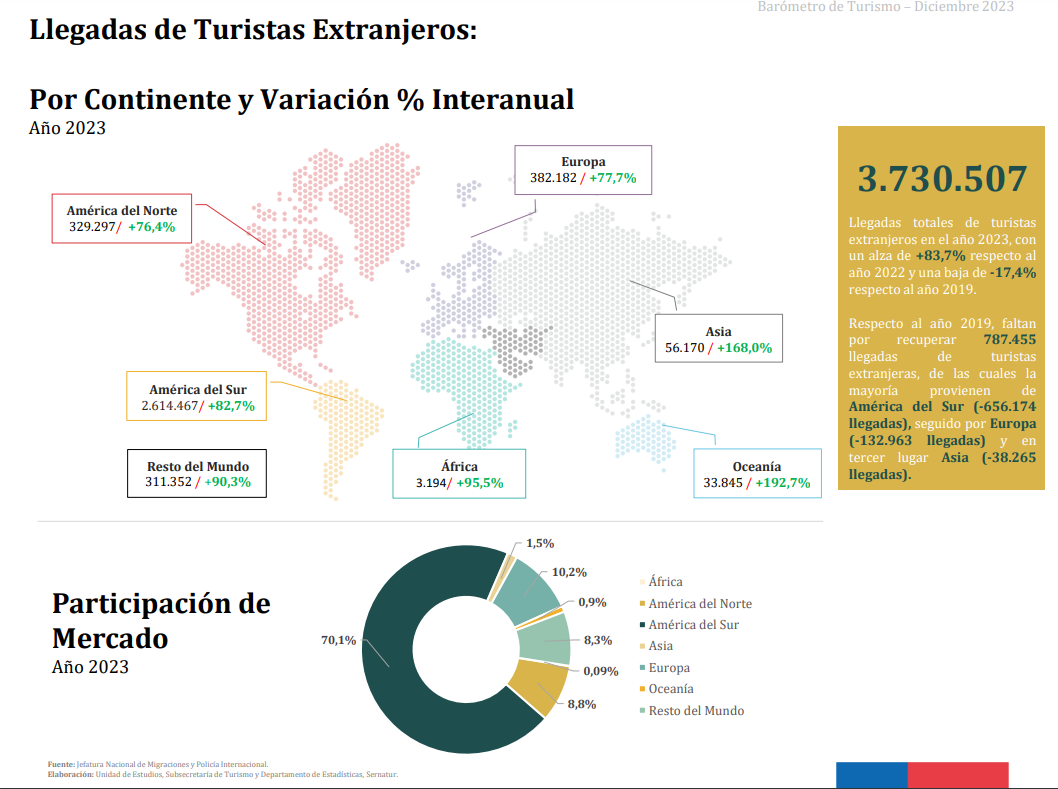 Barómetro de Turismo – Diciembre 2023
Llegadas de Turistas Extranjeros:
Por Continente y Variación % Interanual
Año 2023
Europa
382.182 / +77,7%
América del Norte
329.297/ +76,4%
Asia
56.170 / +168,0%
América del Sur
2.614.467/ +82,7%
Resto del Mundo
311.352 / +90,3%
África
3.194/ +95,5%
Oceanía
33.845 / +192,7%
3.730.507
Llegadas totales de turistas
extranjeros en el año 2023, con
un alza de +83,7% respecto al
año 2022 y una baja de -17,4%
respecto al año 2019.
Respecto al año 2019, faltan
por recuperar 787.455
llegadas de turistas
extranjeras, de las cuales la
mayoría provienen de
América del Sur (-656.174
llegadas), seguido por Europa
(-132.963 llegadas) y en
tercer lugar Asia (-38.265
llegadas).
Participación de
Mercado
Año 2023
1,5%
10,2%
0,9%
8,3%
0,09%
8,8%
70,1%
África
América del Norte
América del Sur
Asia
Europa
Oceanía
Resto del Mundo
Fuente: Jefatura Nacional de Migraciones y Policía Internacional.
Elaboración: Unidad de Estudios, Subsecretaría de Turismo y Departamento de Estadísticas, Sernatur.